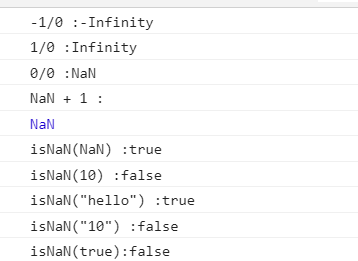 -1/0 :-Infinity
1/0 :Infinity
0/0 :NaN
NaN + 1 :
NaN
isNaN(NaN) :true
isNaN(10) :false
isNaN("hello") :true
isNaN("10") :false
isNaN(true):false